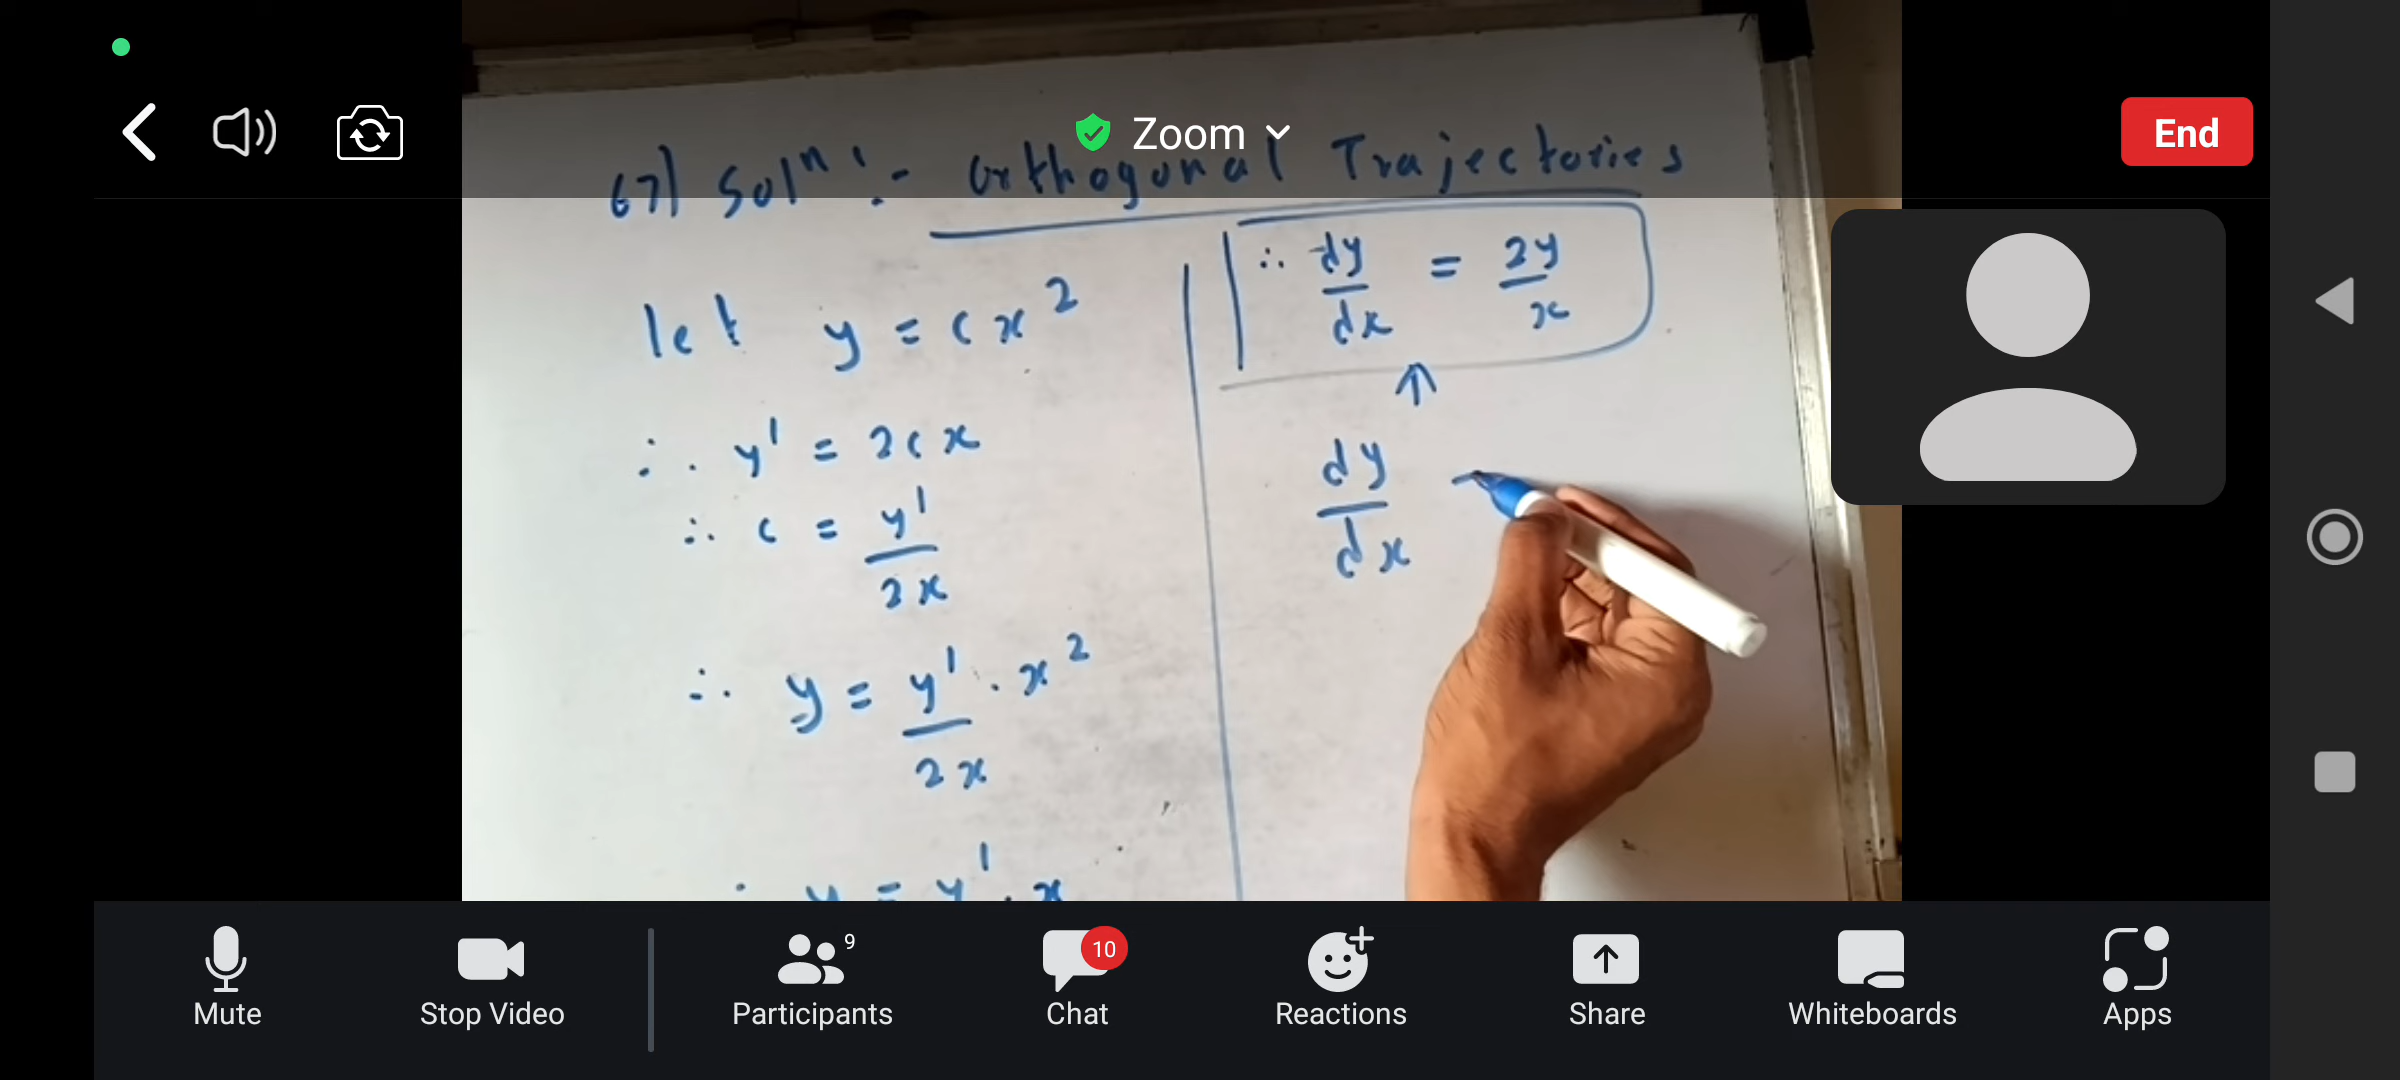 Zoom
End
67) Solⁿ :- Orthogonal Trajectories
let y = cx²
∴ y' = 2cx
∴ c = y'/2x
∴ y = y'/2x · x²
y = y' · x
∴ dy/dx = 2y/x
↑
dy/dx
9
10
Mute
Stop Video
Participants
Chat
Reactions
Share
Whiteboards
Apps